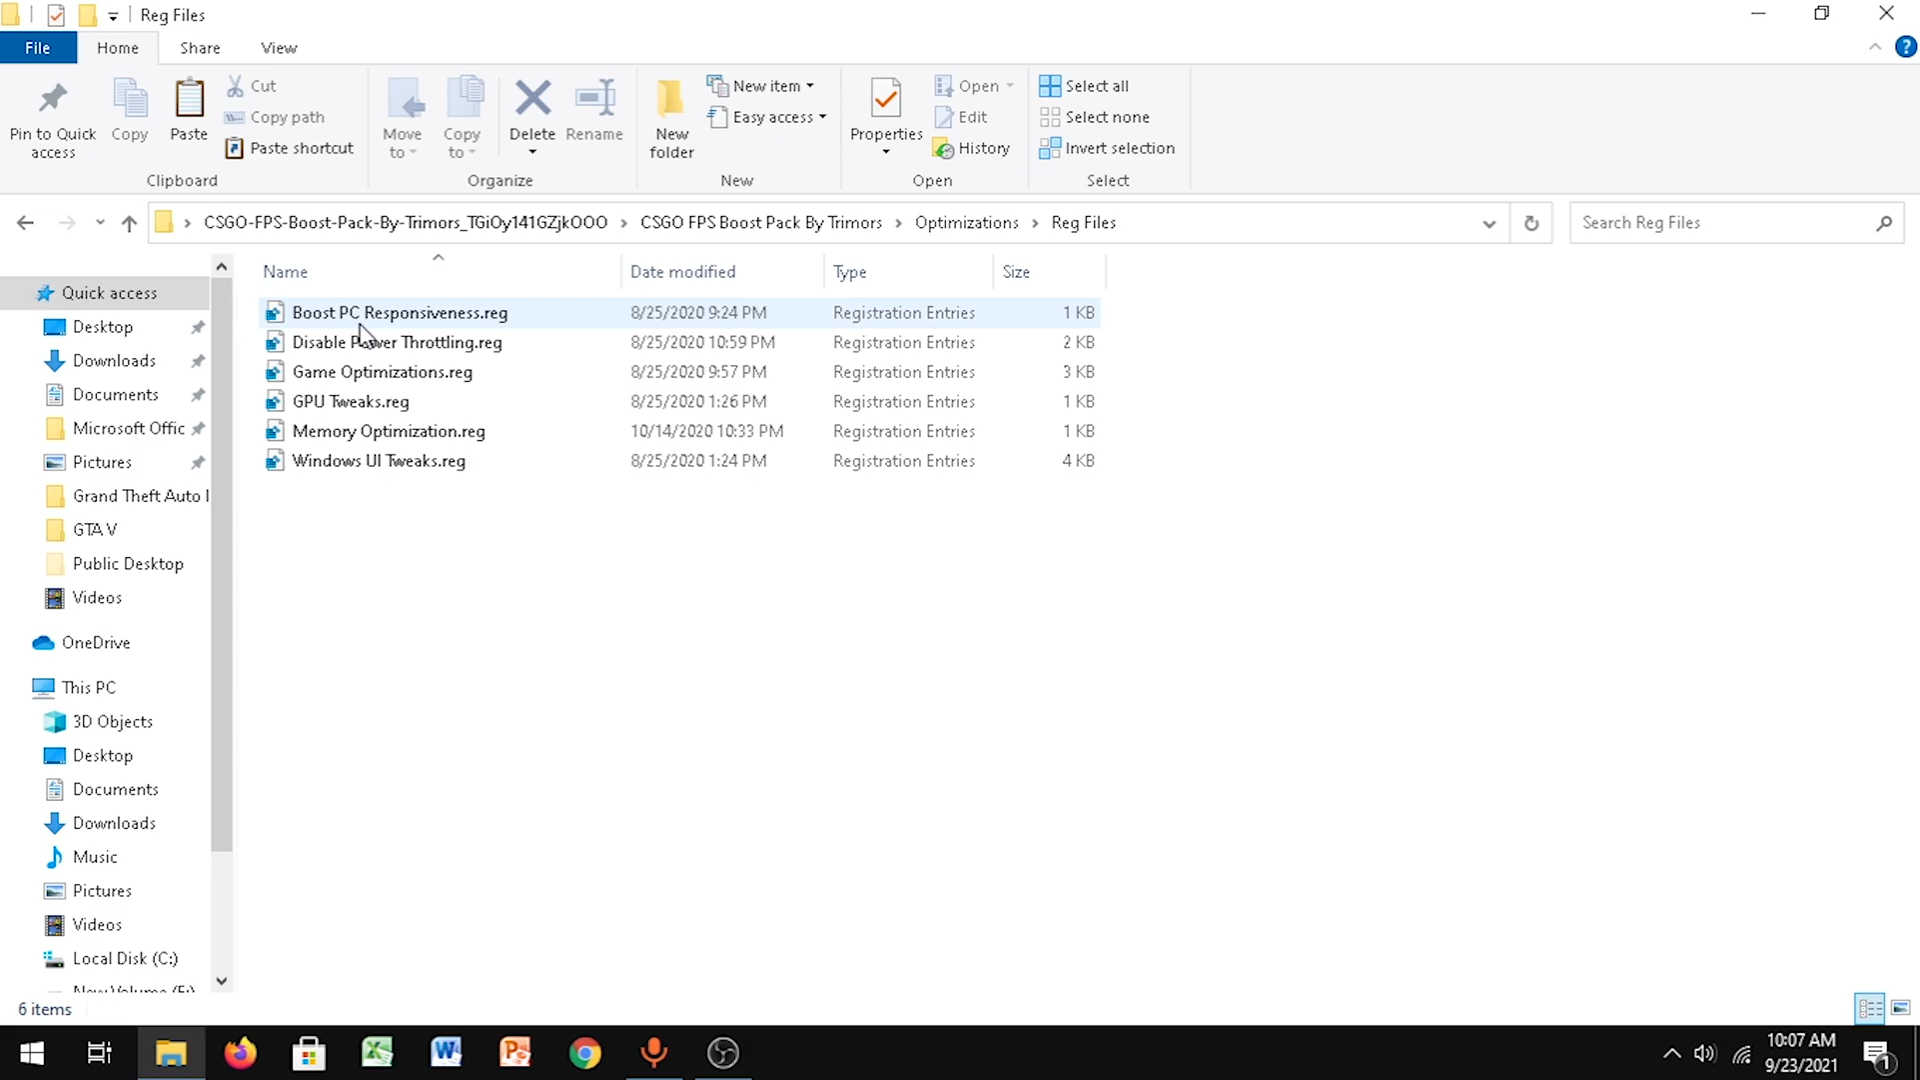 Reg Files
File Home Share View
Pin to Quick access
Copy
Paste
Cut
Copy path
Paste shortcut
Clipboard
Move to
Copy to
Delete
Rename
Organize
New folder
New item
Easy access
New
Properties
Open
Edit
History
Open
Select all
Select none
Invert selection
Select
CSGO-FPS-Boost-Pack-By-Trimors_TGiOy141GZjkOOO > CSGO FPS Boost Pack By Trimors > Optimizations > Reg Files
Search Reg Files
Name Date modified Type Size
Boost PC Responsiveness.reg 8/25/2020 9:24 PM Registration Entries 1 KB
Disable Power Throttling.reg 8/25/2020 10:59 PM Registration Entries 2 KB
Game Optimizations.reg 8/25/2020 9:57 PM Registration Entries 3 KB
GPU Tweaks.reg 8/25/2020 1:26 PM Registration Entries 1 KB
Memory Optimization.reg 10/14/2020 10:33 PM Registration Entries 1 KB
Windows UI Tweaks.reg 8/25/2020 1:24 PM Registration Entries 4 KB
Quick access
Desktop
Downloads
Documents
Microsoft Offic
Pictures
Grand Theft Auto I
GTA V
Public Desktop
Videos
OneDrive
This PC
3D Objects
Desktop
Documents
Downloads
Music
Pictures
Videos
Local Disk (C:)
6 items
10:07 AM
9/23/2021
1